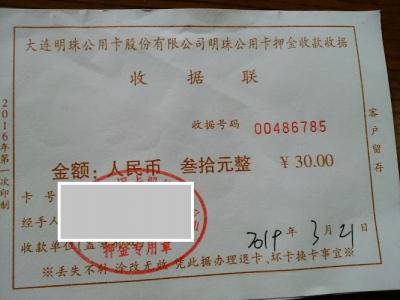 大连明珠公用卡股份有限公司明珠公用卡押金收款收据
收据联
收据号码 00486785
金额：人民币 叁拾元整 ￥30.00
卡号
经手人
收款单位(盖章
押金专用章
2019 年 3 月 21 日
※丢失不补 涂改无效 凭此据办理退卡、坏卡换卡事宜※
2016年第一次印制
客户留存